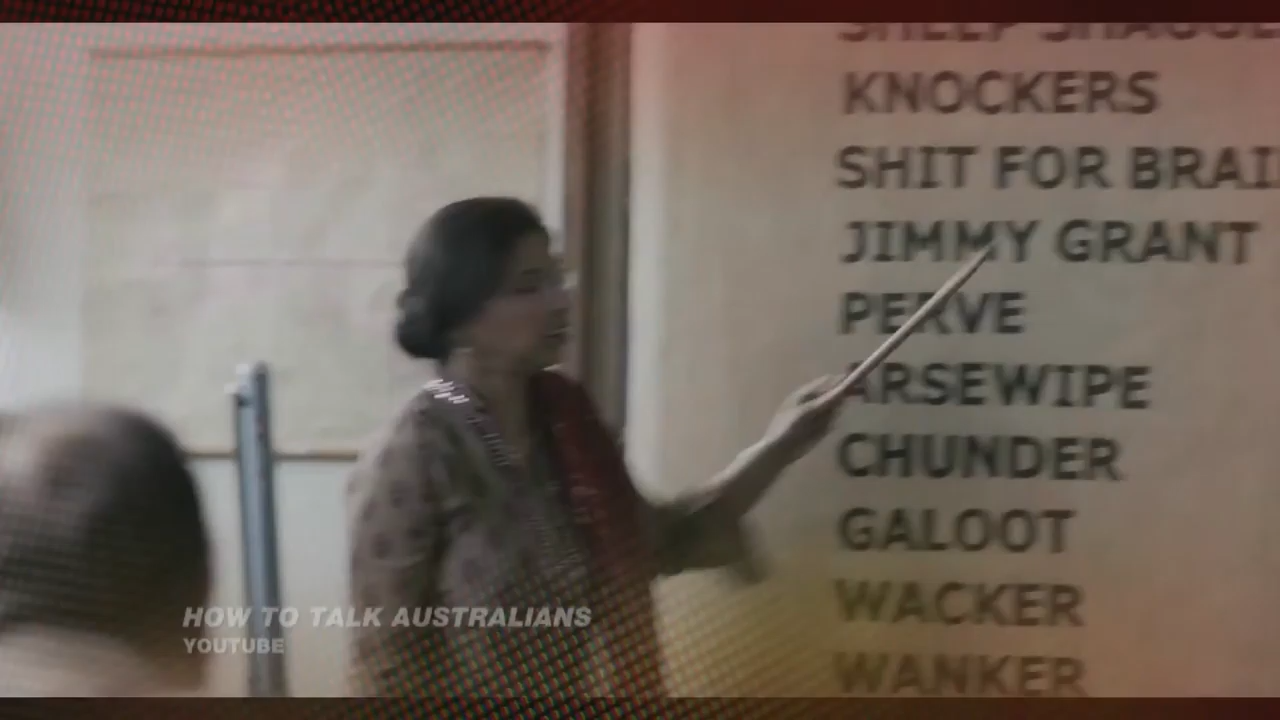 KNOCKERS
SHIT FOR BRAI
JIMMY GRANT
PERVE
ARSEWIPE
CHUNDER
GALOOT
WACKER
WANKER
HOW TO TALK AUSTRALIANS
YOUTUBE